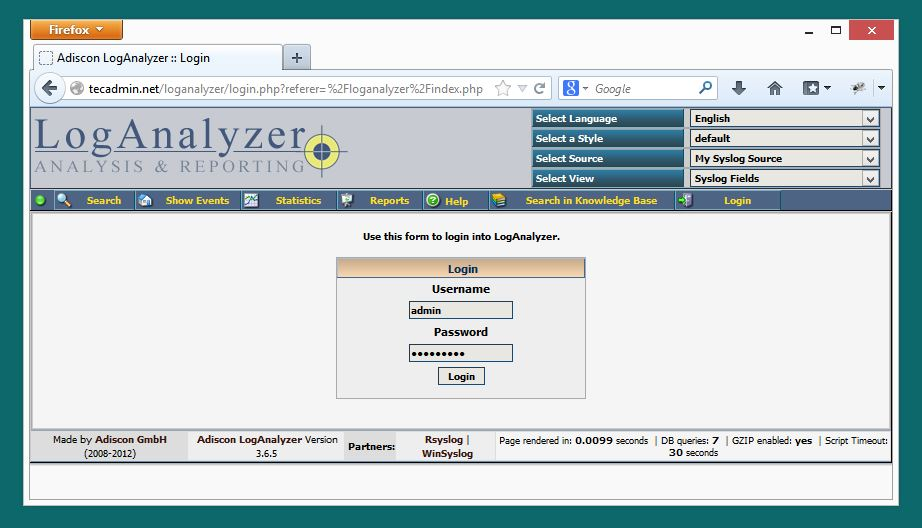 Firefox
Adiscon LogAnalyzer :: Login
tecadmin.net/loganalyzer/login.php?referer=%2Floganalyzer%2Findex.php
Google
LogAnalyzer
ANALYSIS & REPORTING
Select Language English
Select a Style default
Select Source My Syslog Source
Select View Syslog Fields
Search Show Events Statistics Reports Help Search in Knowledge Base Login
Use this form to login into LogAnalyzer.
Login
Username
admin
Password
•••••••••
Login
Made by Adiscon GmbH
(2008-2012)
Adiscon LogAnalyzer Version
3.6.5
Partners:
Rsyslog |
WinSyslog
Page rendered in: 0.0099 seconds | DB queries: 7 | GZIP enabled: yes | Script Timeout:
30 seconds